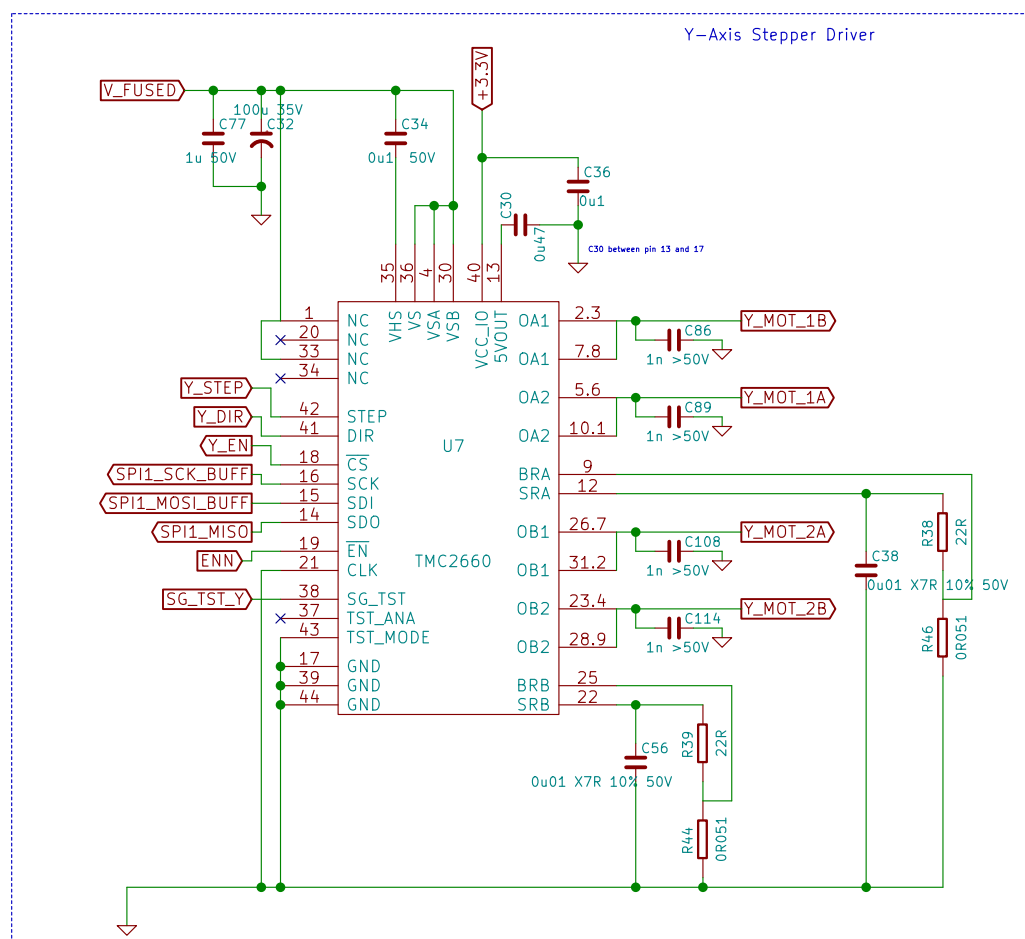 Y-Axis Stepper Driver
V_FUSED
+3.3V
100u 35V
C77
C32
1u 50V
C34
0u1 50V
C36
0u1
C30
0u47
C30 between pin 13 and 17
35
36
4
30
40
13
VHS
VS
VSA
VSB
VCC_IO
5VOUT
1
NC
20
NC
33
NC
34
NC
Y_STEP
42
STEP
Y_DIR
41
DIR
Y_EN
18
CS
SPI1_SCK_BUFF
16
SCK
SPI1_MOSI_BUFF
15
SDI
SPI1_MISO
14
SDO
ENN
19
EN
21
CLK
SG_TST_Y
38
SG_TST
37
TST_ANA
43
TST_MODE
17
GND
39
GND
44
GND
U7
TMC2660
OA1
2.3
Y_MOT_1B
C86
1n >50V
OA1
7.8
OA2
5.6
Y_MOT_1A
C89
1n >50V
OA2
10.1
BRA
9
SRA
12
OB1
26.7
Y_MOT_2A
C108
1n >50V
OB1
31.2
OB2
23.4
Y_MOT_2B
C114
1n >50V
OB2
28.9
BRB
25
SRB
22
R38
22R
C38
0u01 X7R 10% 50V
R46
0R051
R39
22R
C56
0u01 X7R 10% 50V
R44
0R051